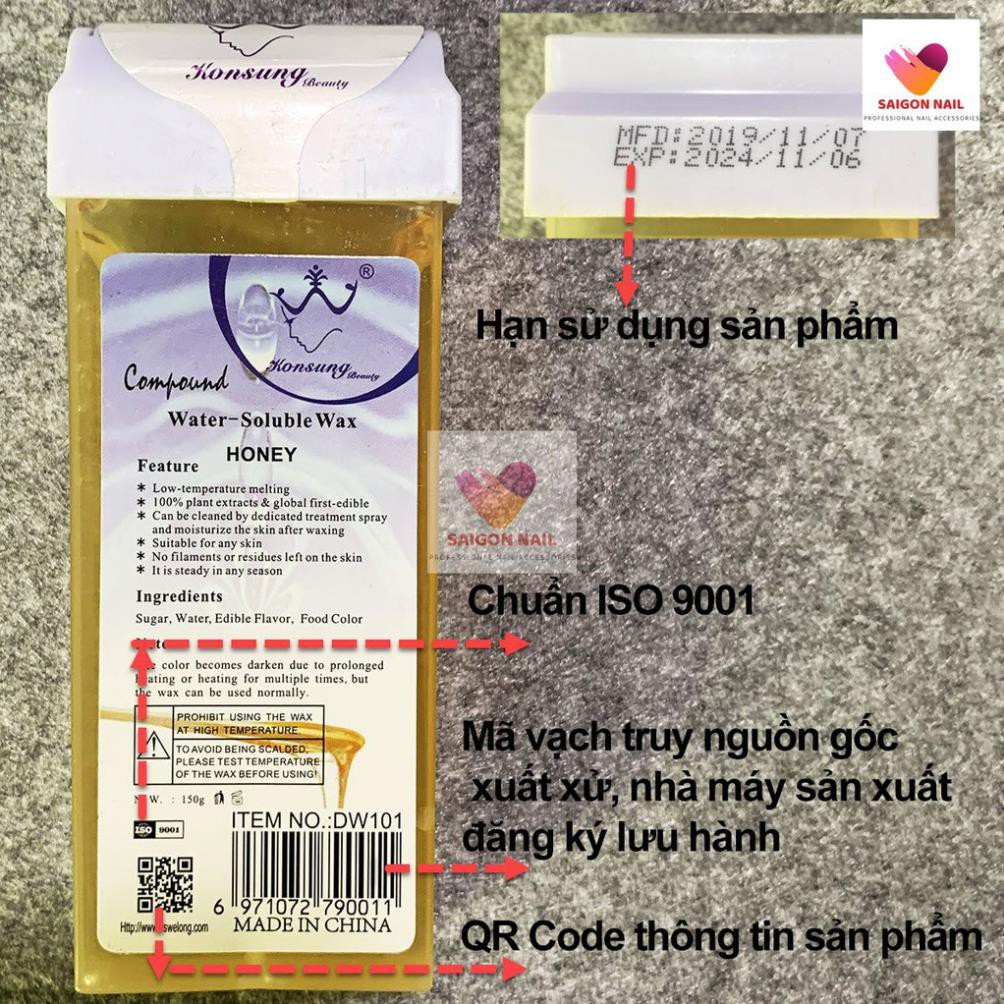 Konsung
Beauty
SAIGON NAIL
PROFESSIONAL NAIL ACCESSORIES
MFD:2019/11/07
EXP:2024/11/06
Hạn sử dụng sản phẩm
®
Konsung
Beauty
Compound
Water-Soluble Wax
HONEY
Feature
* Low-temperature melting
* 100% plant extracts & global first-edible
* Can be cleaned by dedicated treatment spray
and moisturize the skin after waxing
* Suitable for any skin
* No filaments or residues left on the skin
* It is steady in any season
SAIGON NAIL
PROFESSIONAL NAIL ACCESSORIES
Chuẩn ISO 9001
Ingredients
Sugar, Water, Edible Flavor, Food Color
color becomes darken due to prolonged
heating or heating for multiple times, but
the wax can be used normally.
PROHIBIT USING THE WAX
AT HIGH TEMPERATURE.
TO AVOID BEING SCALDED,
PLEASE TEST TEMPERATURE
OF THE WAX BEFORE USING!
Mã vạch truy nguồn gốc
xuất xử, nhà máy sản xuất
đăng ký lưu hành
: 150g
ISO 9001
ITEM NO.:DW101
6 971072 790011
MADE IN CHINA
QR Code thông tin sản phẩm